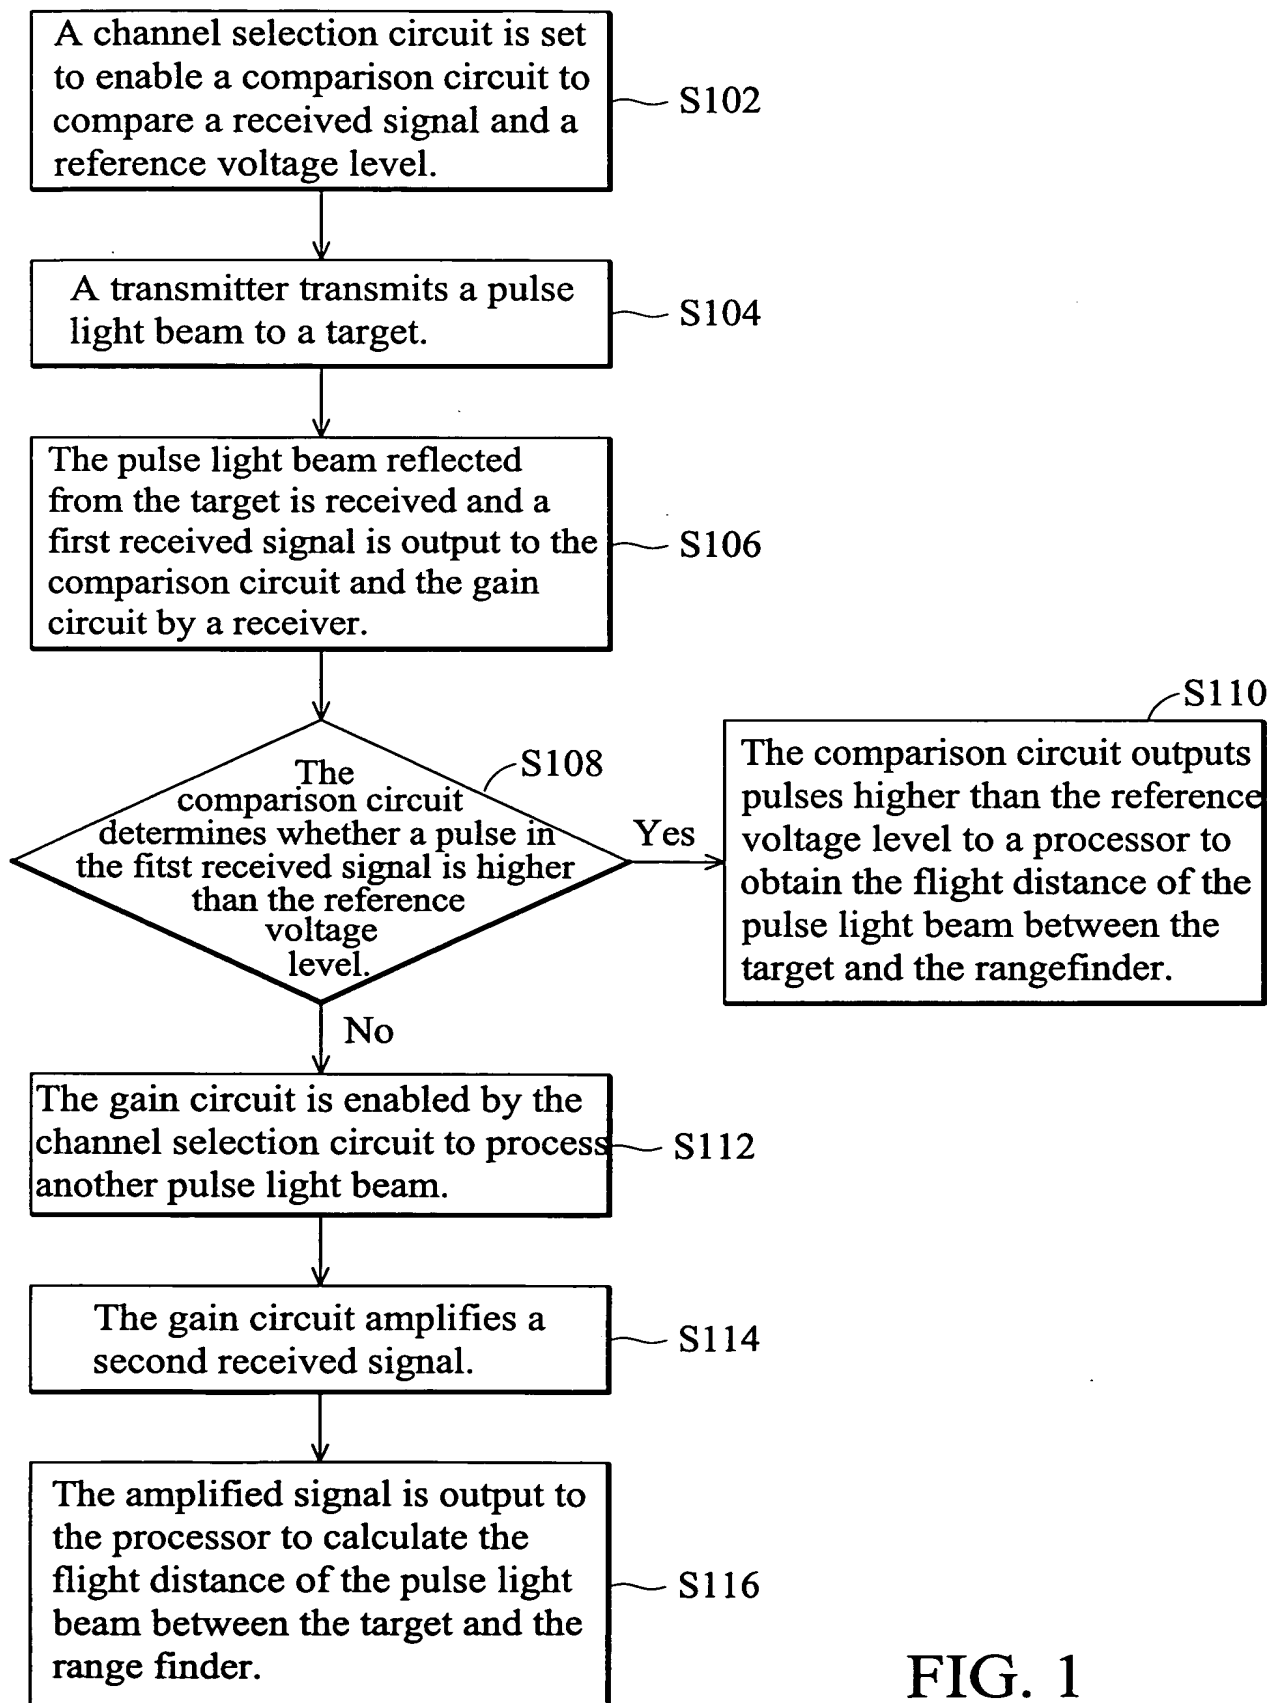 A channel selection circuit is set
to enable a comparison circuit to
compare a received signal and a
reference voltage level.
S102
A transmitter transmits a pulse
light beam to a target.
S104
The pulse light beam reflected
from the target is received and a
first received signal is output to the
comparison circuit and the gain
circuit by a receiver.
S106
The
comparison circuit
determines whether a pulse in
the fitst received signal is higher
than the reference
voltage
level.
S108
Yes
S110
The comparison circuit outputs
pulses higher than the reference
voltage level to a processor to
obtain the flight distance of the
pulse light beam between the
target and the rangefinder.
No
The gain circuit is enabled by the
channel selection circuit to process
another pulse light beam.
S112
The gain circuit amplifies a
second received signal.
S114
The amplified signal is output to
the processor to calculate the
flight distance of the pulse light
beam between the target and the
range finder.
S116
FIG. 1